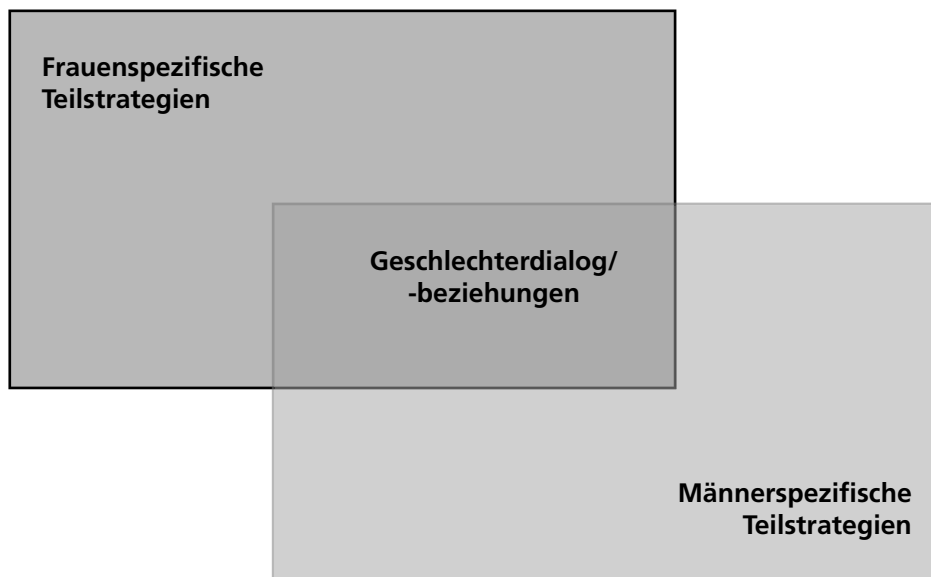 Frauenspezifische
Teilstrategien
Geschlechterdialog/
-beziehungen
Männerspezifische
Teilstrategien